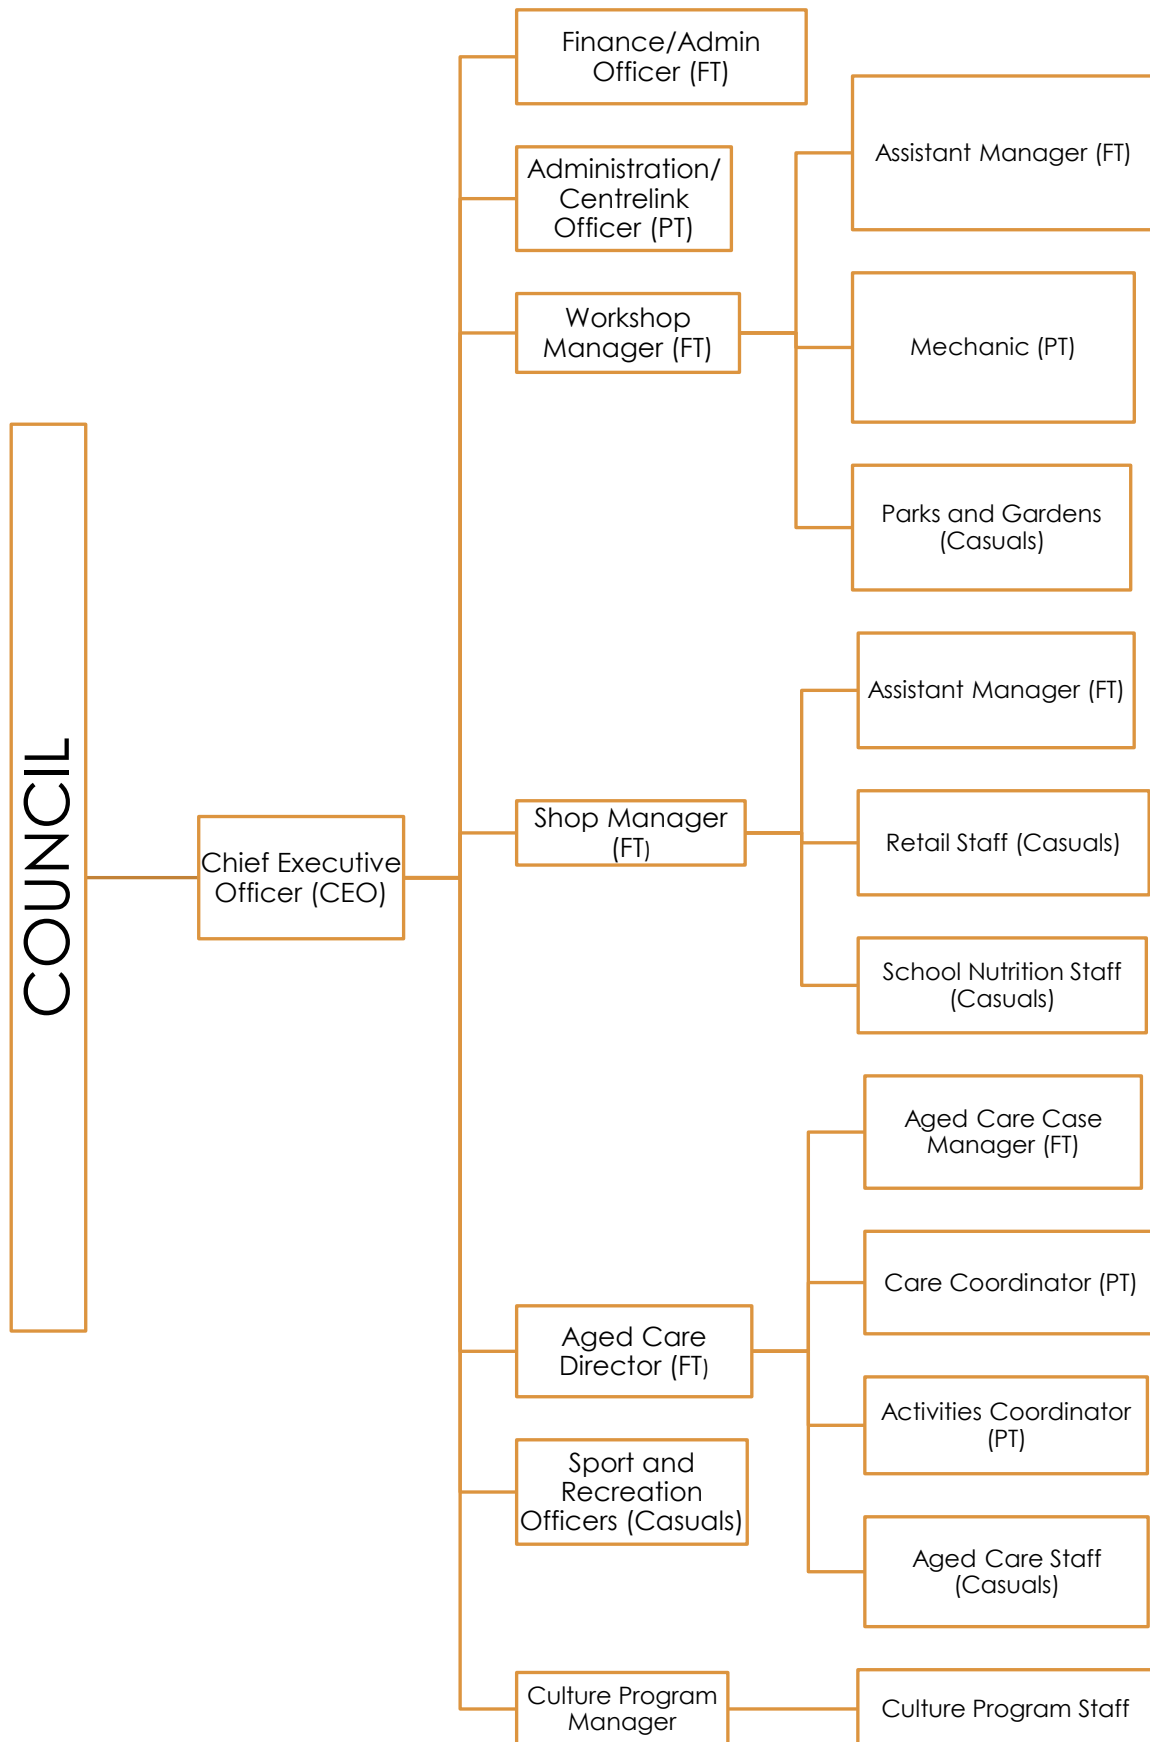 COUNCIL
Chief Executive
Officer (CEO)
Finance/Admin
Officer (FT)
Administration/
Centrelink
Officer (PT)
Workshop
Manager (FT)
Assistant Manager (FT)
Mechanic (PT)
Parks and Gardens
(Casuals)
Shop Manager
(FT)
Assistant Manager (FT)
Retail Staff (Casuals)
School Nutrition Staff
(Casuals)
Aged Care
Director (FT)
Aged Care Case
Manager (FT)
Care Coordinator (PT)
Activities Coordinator
(PT)
Aged Care Staff
(Casuals)
Sport and
Recreation
Officers (Casuals)
Culture Program
Manager
Culture Program Staff